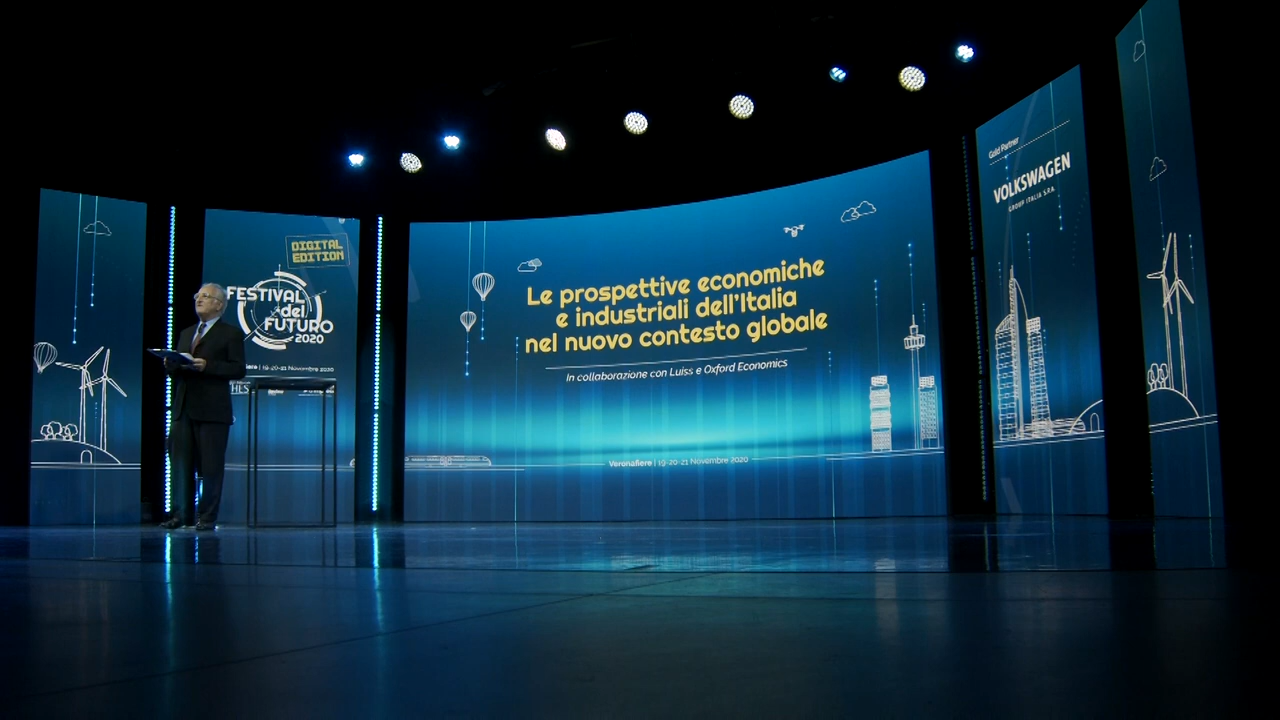 DIGITAL
EDITION
FESTIVAL
del
FUTURO
2020
| 19-20-21 Novembre 2020
Le prospettive economiche
e industriali dell'Italia
nel nuovo contesto globale
In collaborazione con Luiss e Oxford Economics
Veronafiere | 19-20-21 Novembre 2020
Gold Partner
VOLKSWAGEN
GROUP ITALIA S.P.A.